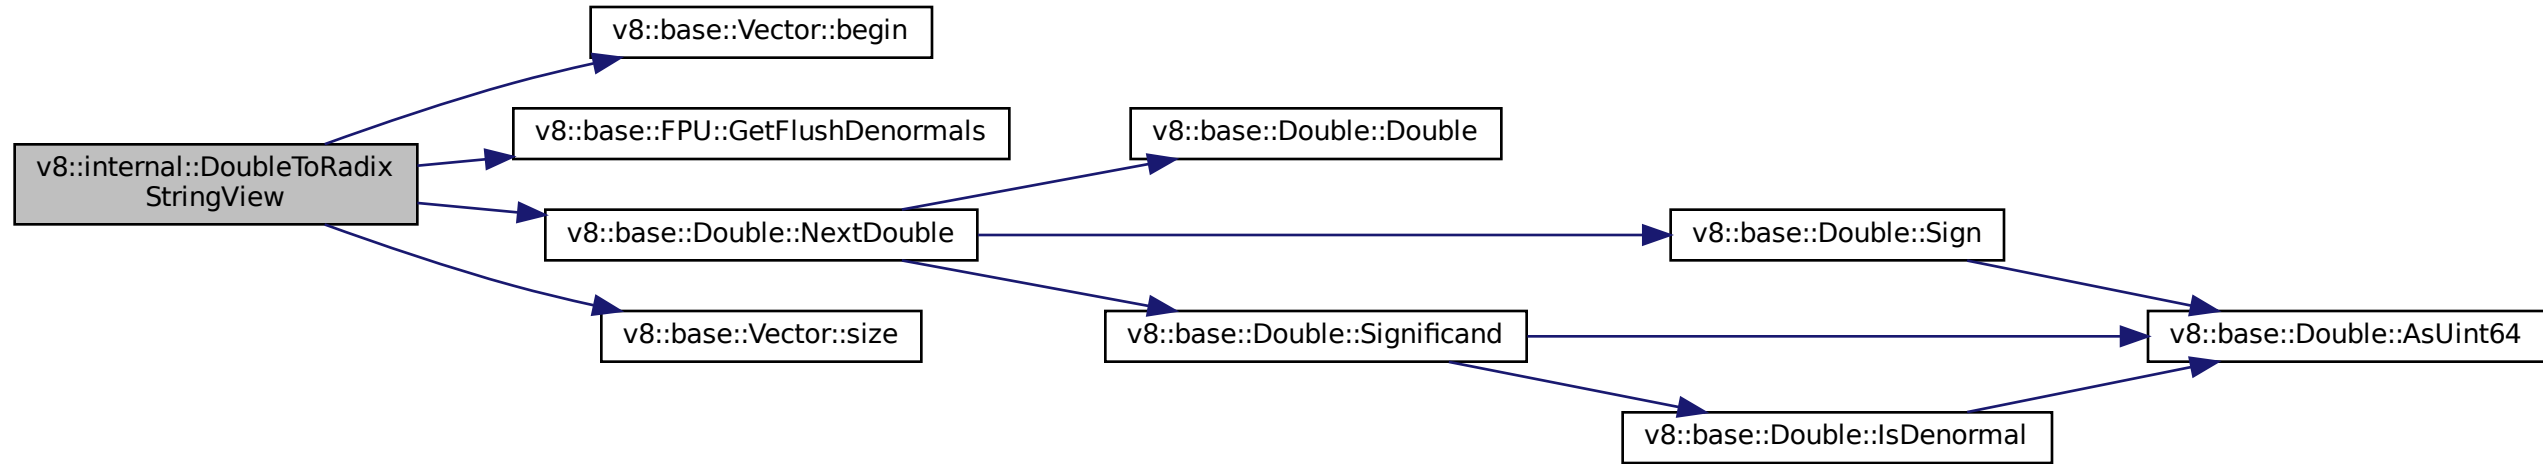 v8::base::Vector::begin
v8::base::FPU::GetFlushDenormals
v8::base::Double::Double
v8::internal::DoubleToRadix
StringView
v8::base::Double::NextDouble
v8::base::Double::Sign
v8::base::Vector::size
v8::base::Double::Significand
v8::base::Double::AsUint64
v8::base::Double::IsDenormal